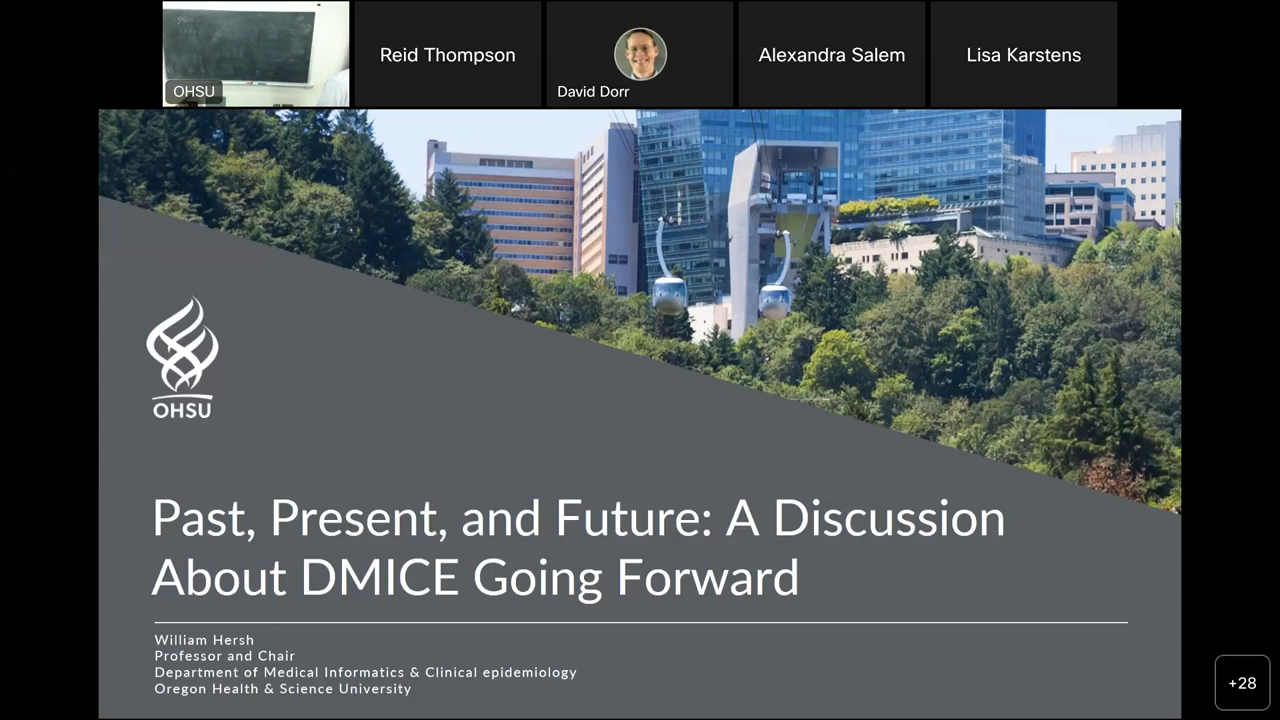 OHSU
Reid Thompson
David Dorr
Alexandra Salem
Lisa Karstens
OHSU
Past, Present, and Future: A Discussion
About DMICE Going Forward
William Hersh
Professor and Chair
Department of Medical Informatics & Clinical epidemiology
Oregon Health & Science University
+28